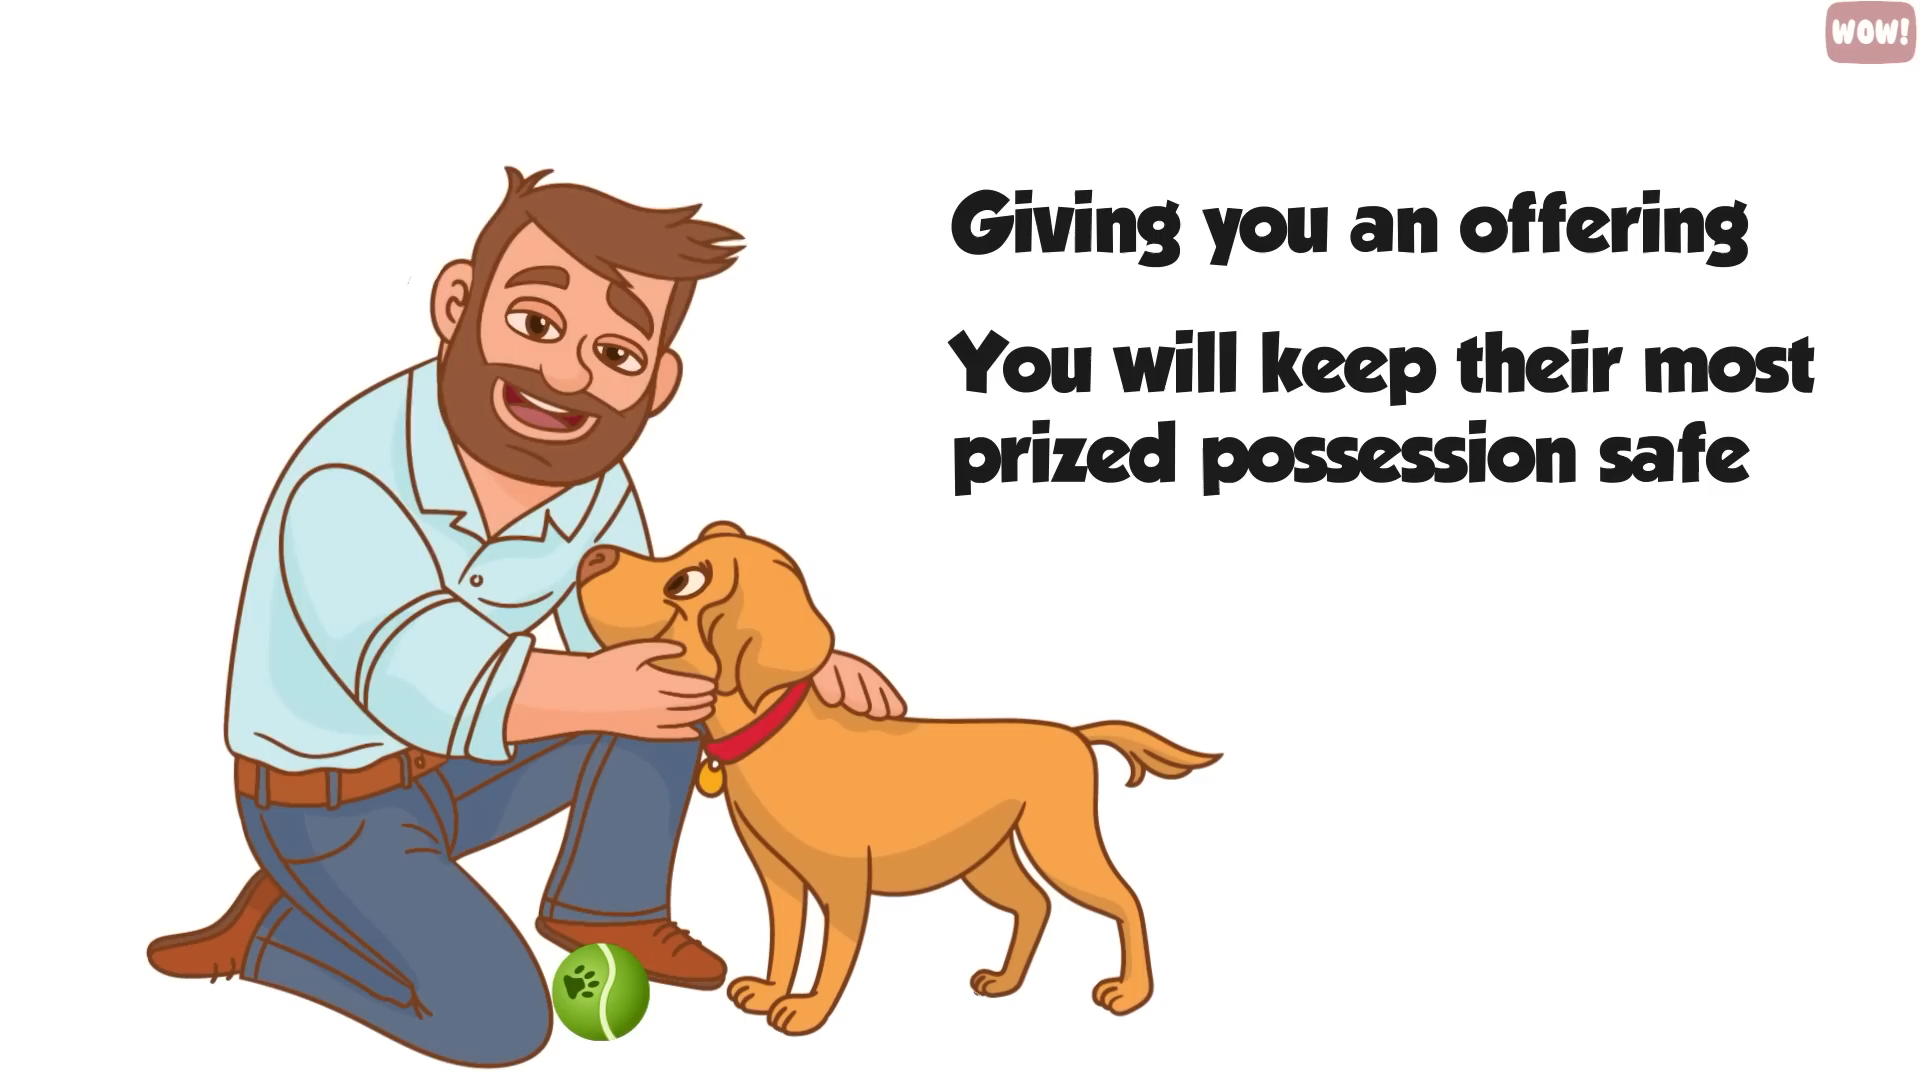 WOW!
Giving you an offering
You will keep their most
prized possession safe